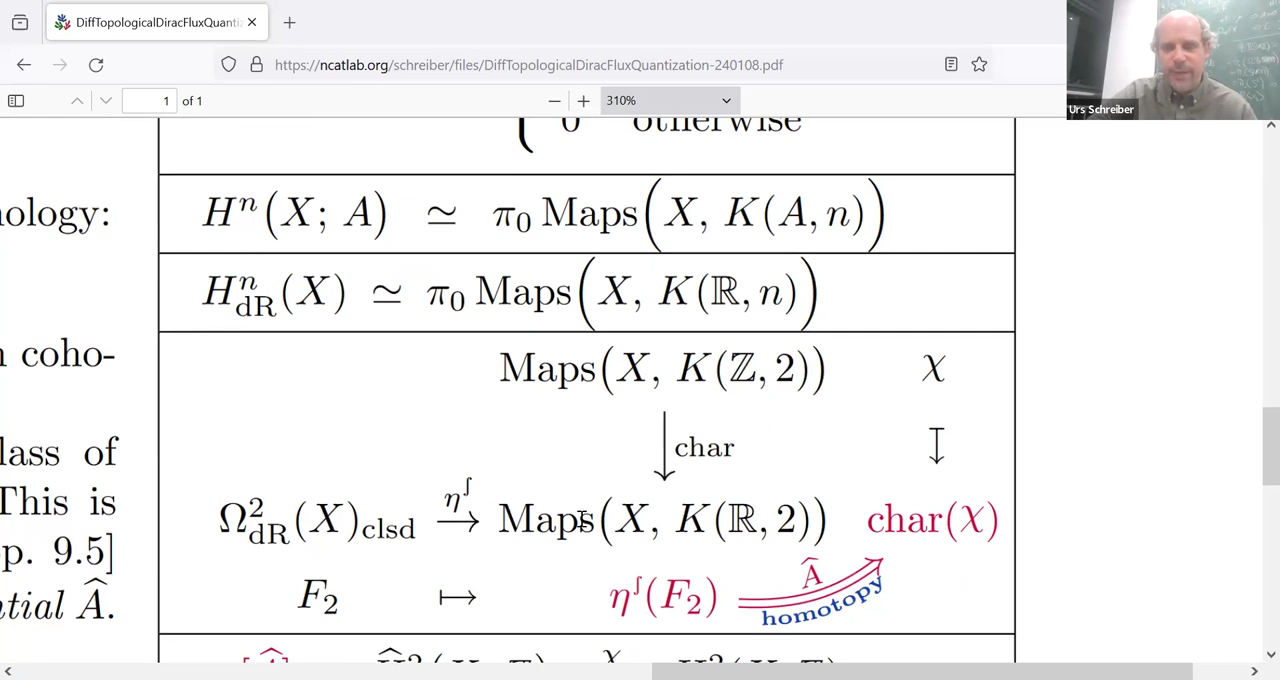 DiffTopologicalDiracFluxQuanti
https://ncatlab.org/schreiber/files/DiffTopologicalDiracFluxQuantization-240108.pdf
1 of 1
310%
Urs Schreiber
0 otherwise
nology:
Hⁿ(X; A) ≃ π₀ Maps(X, K(A, n))
Hⁿ_dR(X) ≃ π₀ Maps(X, K(ℝ, n))
n coho-
Maps(X, K(ℤ, 2)) χ
lass of
↓ char ↧
This is
Ω²_dR(X)_clsd —η^ʃ→ Maps(X, K(ℝ, 2)) char(χ)
p. 9.5]
Â
F₂ ↦ η^ʃ(F₂) ⇒ homotopy
ntial Â.